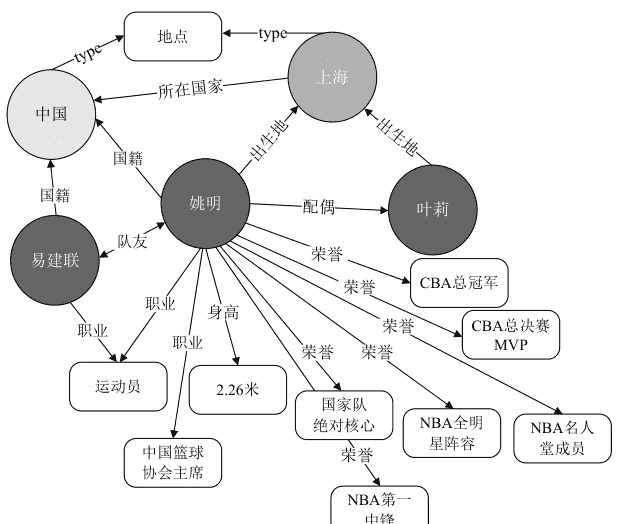 地点
type
type
上海
所在国家
中国
出生地
出生地
国籍
姚明
配偶
叶莉
国籍
易建联
队友
荣誉
CBA总冠军
荣誉
职业
职业
身高
荣誉
CBA总决赛
MVP
荣誉
荣誉
运动员
2.26米
国家队
绝对核心
NBA全明
星阵容
NBA名人
堂成员
中国篮球
协会主席
荣誉
NBA第一
中锋